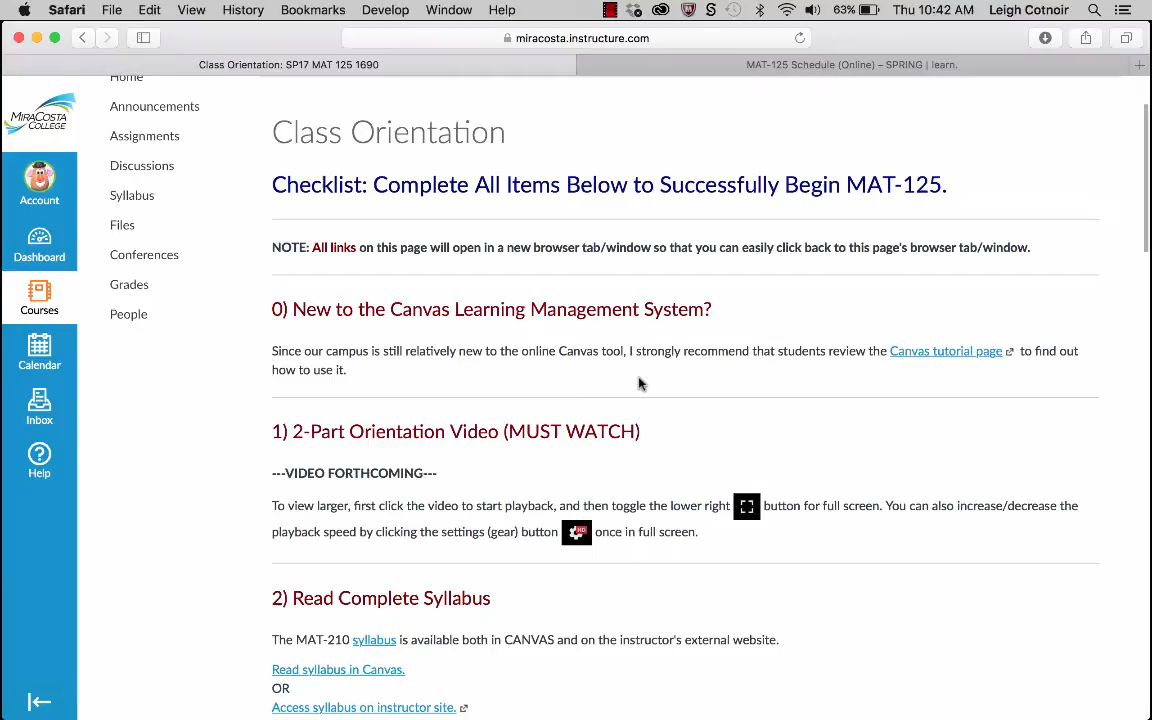 Safari File Edit View History Bookmarks Develop Window Help 63% Thu 10:42 AM Leigh Cotnoir
miracosta.instructure.com
Class Orientation: SP17 MAT 125 1690
MAT-125 Schedule (Online) – SPRING | learn.
MIRACOSTA
COLLEGE
Account
Dashboard
Courses
Calendar
Inbox
Help
Home
Announcements
Assignments
Discussions
Syllabus
Files
Conferences
Grades
People
Class Orientation
Checklist: Complete All Items Below to Successfully Begin MAT-125.
NOTE: All links on this page will open in a new browser tab/window so that you can easily click back to this page's browser tab/window.
0) New to the Canvas Learning Management System?
Since our campus is still relatively new to the online Canvas tool, I strongly recommend that students review the Canvas tutorial page to find out
how to use it.
1) 2-Part Orientation Video (MUST WATCH)
---VIDEO FORTHCOMING---
To view larger, first click the video to start playback, and then toggle the lower right button for full screen. You can also increase/decrease the
playback speed by clicking the settings (gear) button HD once in full screen.
2) Read Complete Syllabus
The MAT-210 syllabus is available both in CANVAS and on the instructor's external website.
Read syllabus in Canvas.
OR
Access syllabus on instructor site.